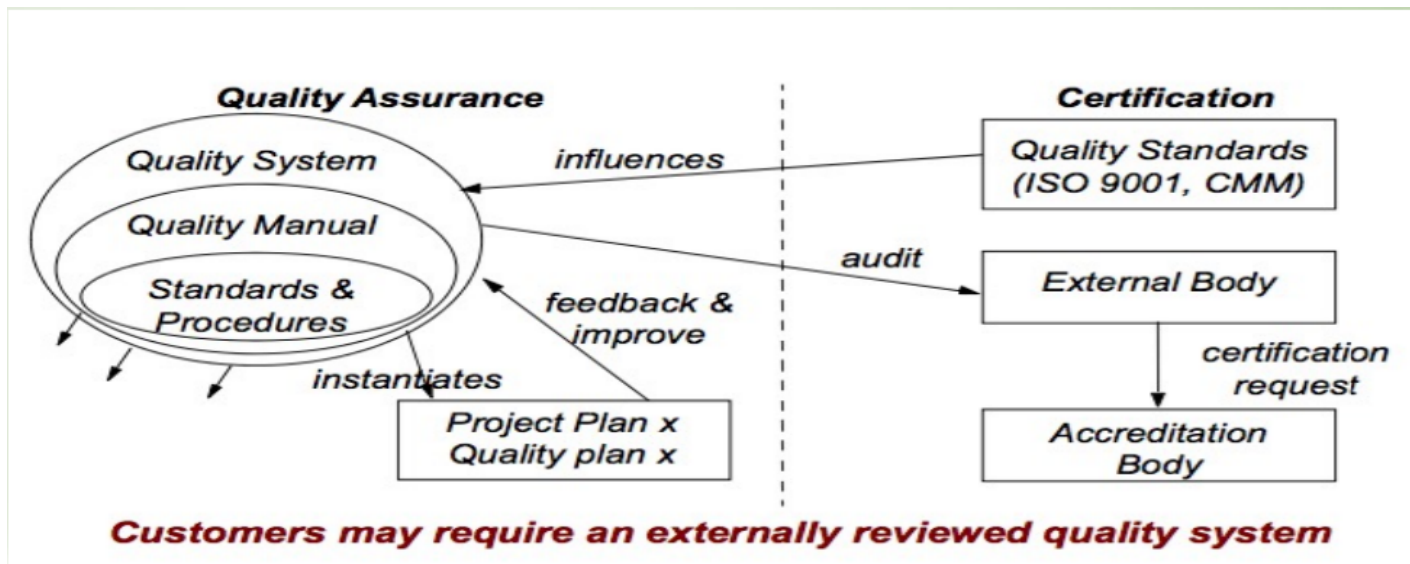 Quality Assurance
Quality System
Quality Manual
Standards &
Procedures
instantiates
feedback &
improve
Project Plan x
Quality plan x
influences
audit
Certification
Quality Standards
(ISO 9001, CMM)
External Body
certification
request
Accreditation
Body
Customers may require an externally reviewed quality system